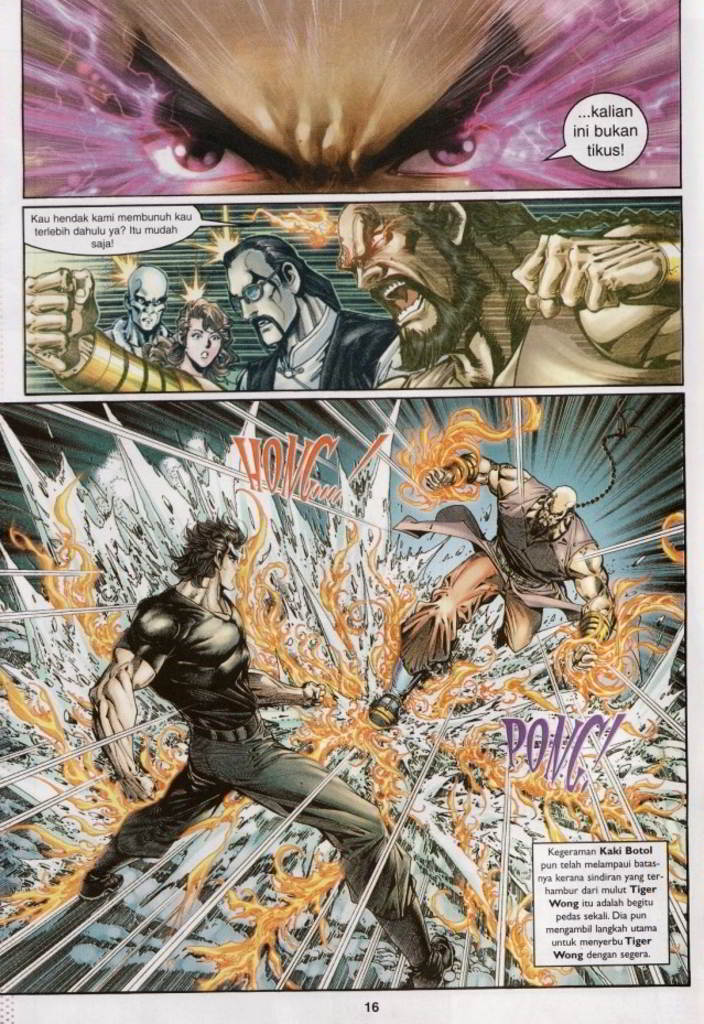 ...kalian
ini bukan
tikus!
Kau hendak kami membunuh kau
terlebih dahulu ya? Itu mudah
saja!
HONG....!
PONG!
Kegeraman Kaki Botol
pun telah melampaui batas-
nya kerana sindiran yang ter-
hambur dari mulut Tiger
Wong itu adalah begitu
pedas sekali. Dia pun
mengambil langkah utama
untuk menyerbu Tiger
Wong dengan segera.
16